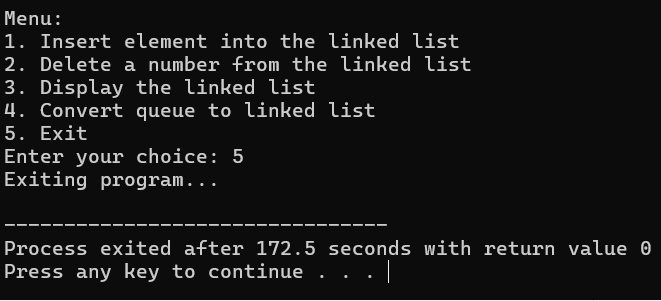 Menu:
1. Insert element into the linked list
2. Delete a number from the linked list
3. Display the linked list
4. Convert queue to linked list
5. Exit
Enter your choice: 5
Exiting program...
--------------------------------
Process exited after 172.5 seconds with return value 0
Press any key to continue . . .